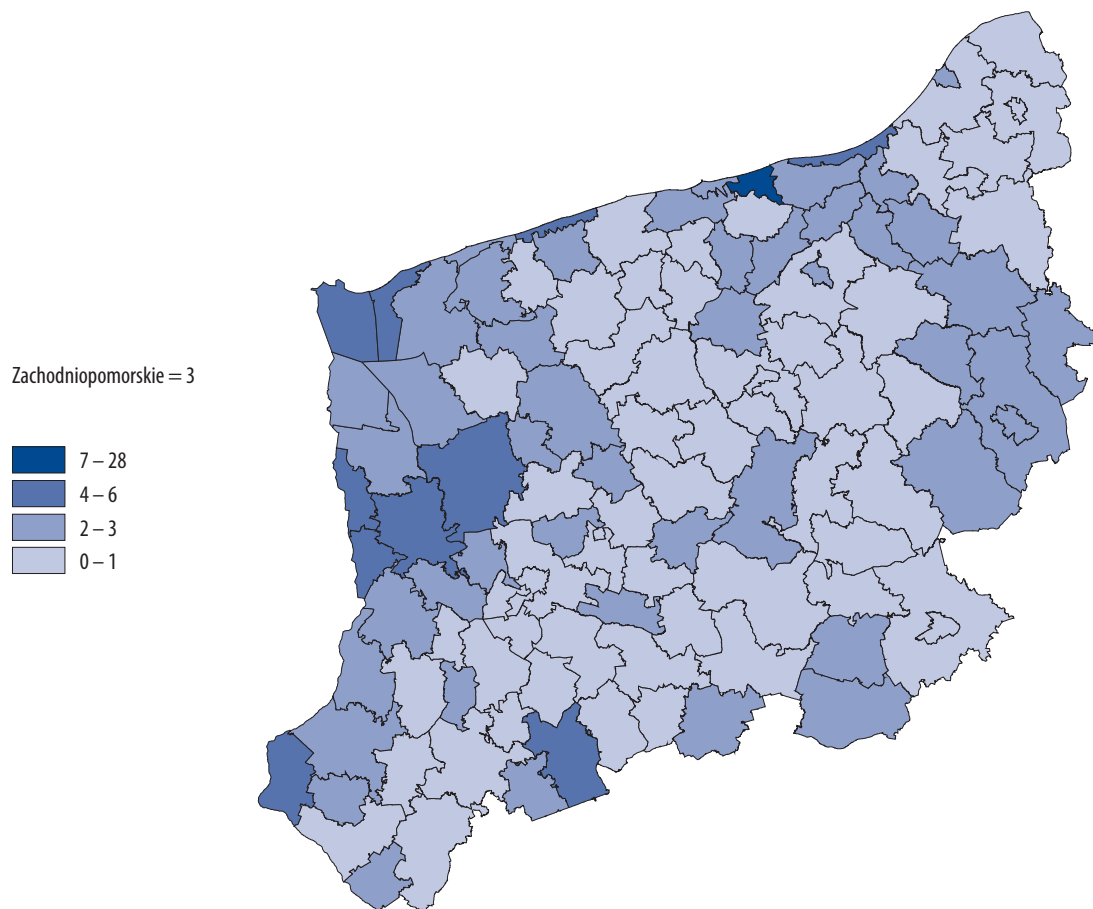 Zachodniopomorskie = 3
7 – 28
4 – 6
2 – 3
0 – 1